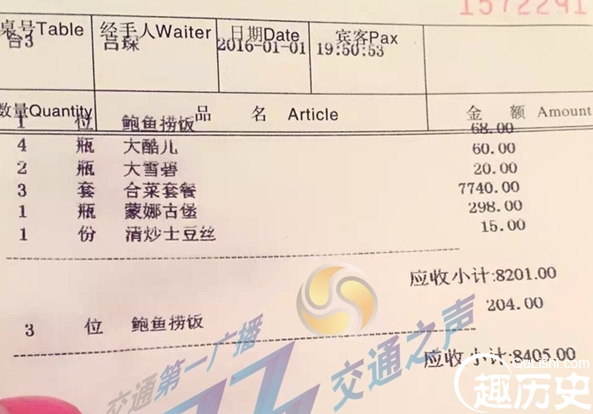 1572291
桌号Table 经手人Waiter 日期Date 宾客Pax
台3 吕琛 2016-01-01 19:50:53
数量Quantity 品 名 Article 金 额 Amount
1 位 鲍鱼捞饭 68.00
4 瓶 大酷儿 60.00
2 瓶 大雪碧 20.00
3 套 合菜套餐 7740.00
1 瓶 蒙娜古堡 298.00
1 份 清炒土豆丝 15.00
应收小计:8201.00
3 位 鲍鱼捞饭 204.00
应收小计:8405.00
交通第一广播
交通之声
QuLiShi.com
趣历史